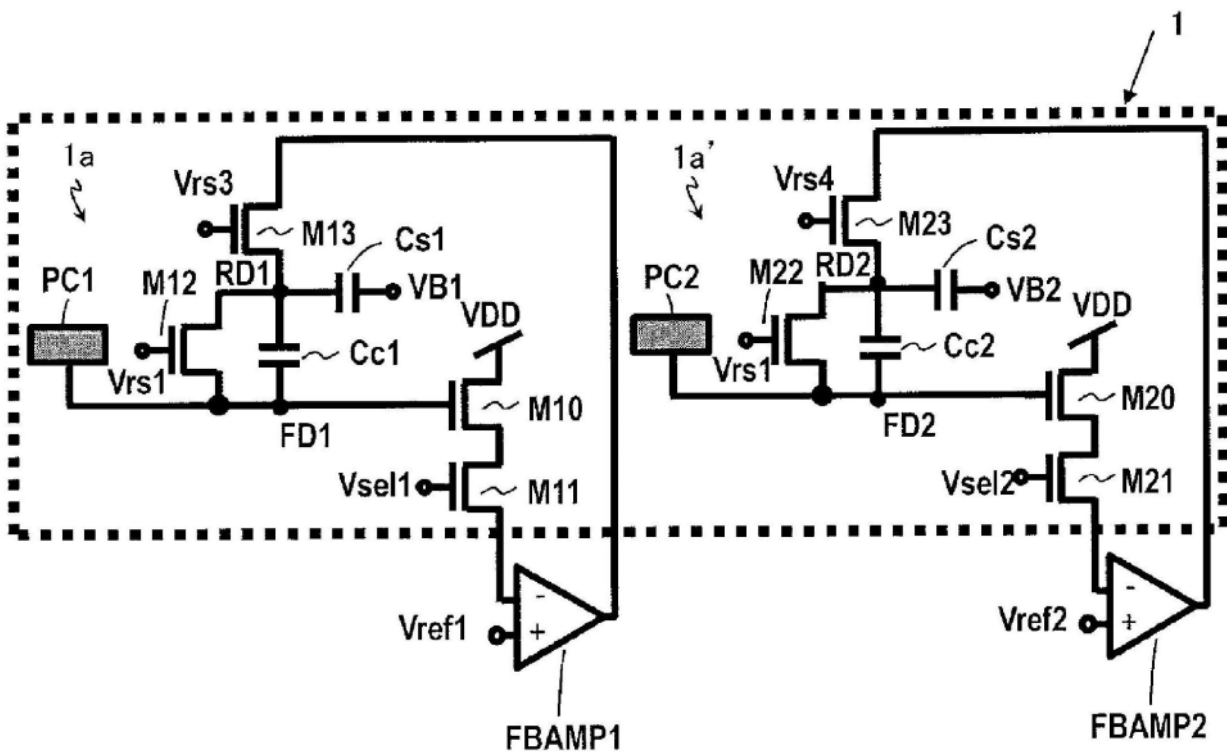 1
1a
1a'
Vrs3
Vrs4
M13
M23
Cs1
Cs2
PC1
M12
RD1
VB1
PC2
M22
RD2
VB2
VDD
VDD
Vrs1
Cc1
Vrs1
Cc2
M10
M20
FD1
FD2
Vsel1
M11
Vsel2
M21
-
-
Vref1
+
Vref2
+
FBAMP1
FBAMP2